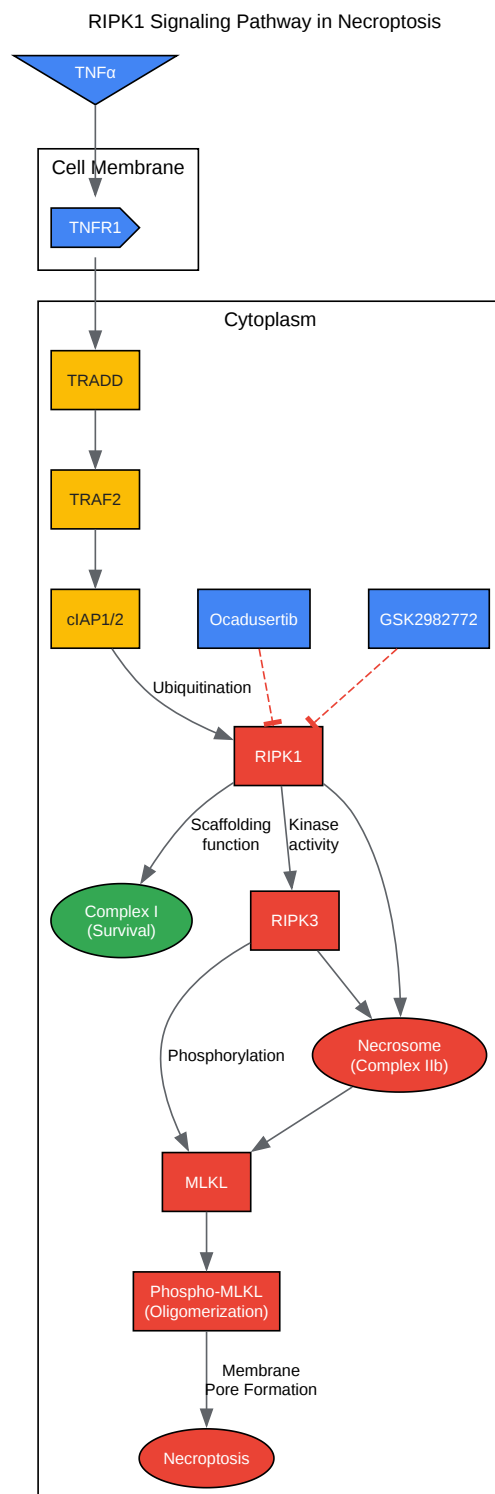 RIPK1 Signaling Pathway in Necroptosis
TNFα
Cell Membrane
TNFR1
Cytoplasm
TRADD
TRAF2
cIAP1/2
Ocadusertib
GSK2982772
Ubiquitination
RIPK1
Scaffolding
function
Kinase
activity
Complex I
(Survival)
RIPK3
Necrosome
(Complex IIb)
Phosphorylation
MLKL
Phospho-MLKL
(Oligomerization)
Membrane
Pore Formation
Necroptosis